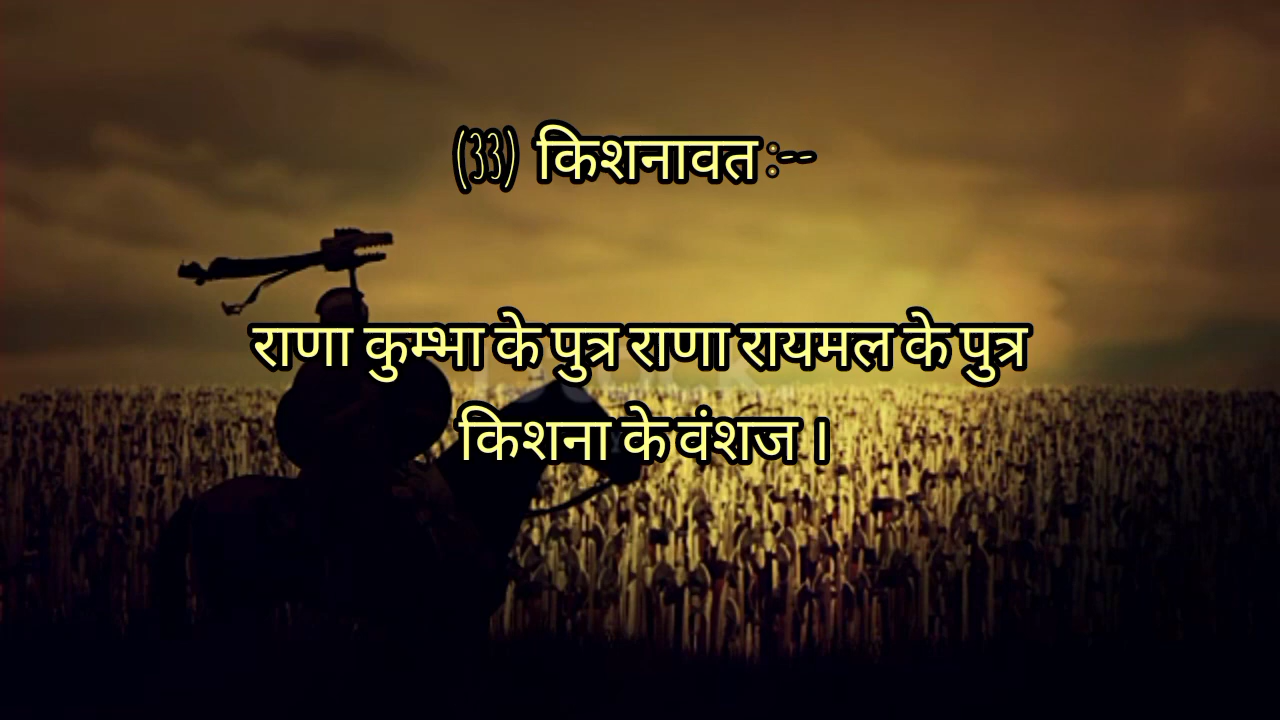 (33) किशनावत :--
राणा कुम्भा के पुत्र राणा रायमल के पुत्र
किशना के वंशज ।